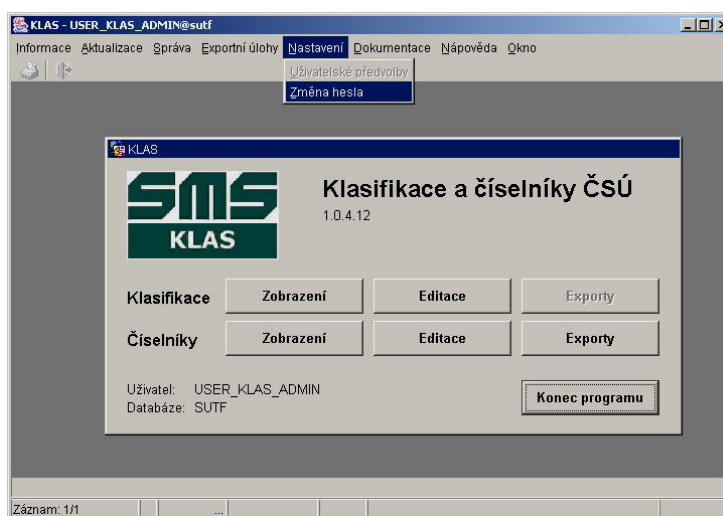 KLAS - USER_KLAS_ADMIN@sutf
Informace Aktualizace Správa Exportní úlohy Nastavení Dokumentace Nápověda Okno
Uživatelské předvolby
Změna hesla
KLAS
SMS
KLAS
Klasifikace a číselníky ČSÚ
1.0.4.12
Klasifikace Zobrazení Editace Exporty
Číselníky Zobrazení Editace Exporty
Uživatel: USER_KLAS_ADMIN
Databáze: SUTF
Konec programu
Záznam: 1/1 ...